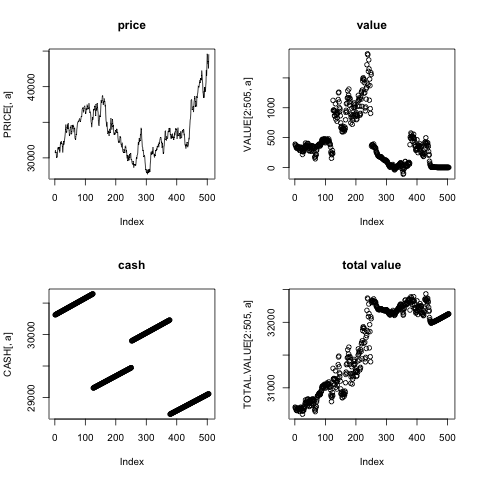 price
value
PRICE[, a]
30000
40000
0 100 200 300 400 500
Index
VALUE[2:505, a]
0
500
1000
0 100 200 300 400 500
Index
cash
total value
CASH[, a]
29000
30000
0 100 200 300 400 500
Index
TOTAL.VALUE[2:505, a]
31000
32000
0 100 200 300 400 500
Index